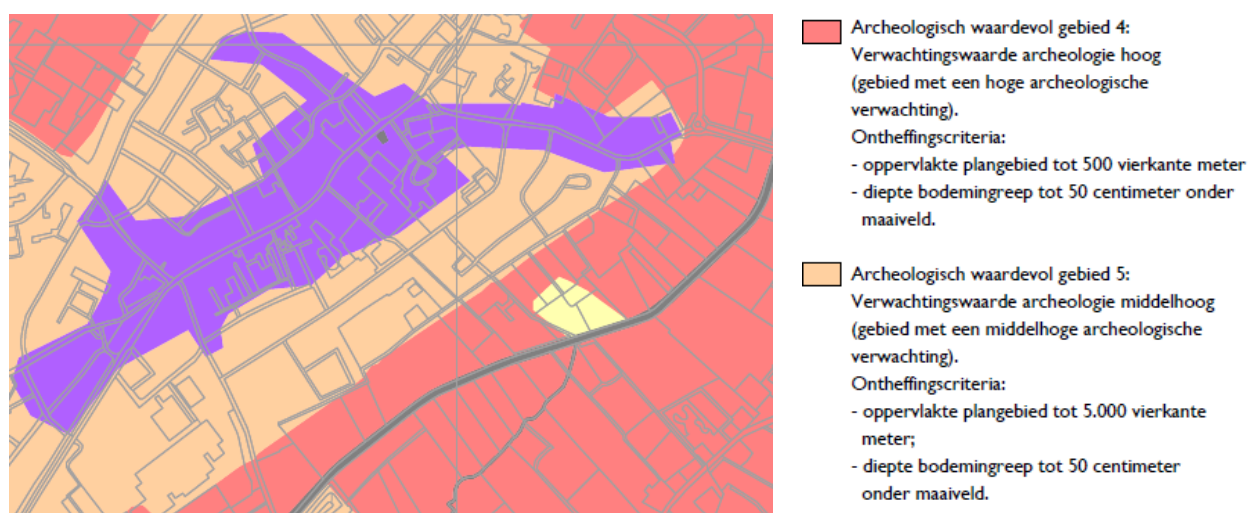 Archeologisch waardevol gebied 4:
Verwachtingswaarde archeologie hoog
(gebied met een hoge archeologische
verwachting).
Ontheffingscriteria:
- oppervlakte plangebied tot 500 vierkante meter
- diepte bodemingreep tot 50 centimeter onder
maaiveld.
Archeologisch waardevol gebied 5:
Verwachtingswaarde archeologie middelhoog
(gebied met een middelhoge archeologische
verwachting).
Ontheffingscriteria:
- oppervlakte plangebied tot 5.000 vierkante
meter;
- diepte bodemingreep tot 50 centimeter
onder maaiveld.